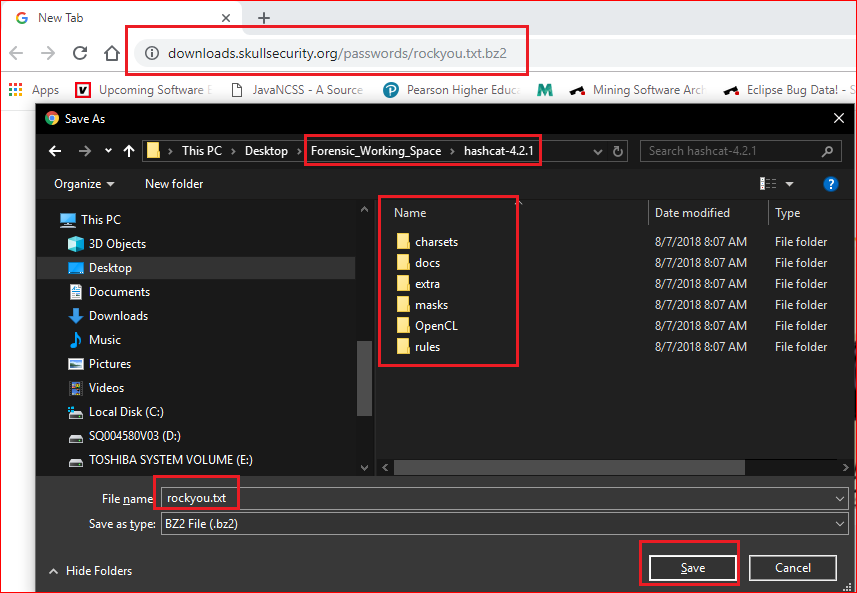 New Tab
downloads.skullsecurity.org/passwords/rockyou.txt.bz2
Apps Upcoming Software E JavaNCSS - A Source Pearson Higher Educa Mining Software Arch Eclipse Bug Data! - S
Save As
This PC > Desktop > Forensic_Working_Space > hashcat-4.2.1 Search hashcat-4.2.1
Organize New folder
Name Date modified Type
This PC
3D Objects
Desktop
Documents
Downloads
Music
Pictures
Videos
Local Disk (C:)
SQ004580V03 (D:)
TOSHIBA SYSTEM VOLUME (E:)
charsets 8/7/2018 8:07 AM File folder
docs 8/7/2018 8:07 AM File folder
extra 8/7/2018 8:07 AM File folder
masks 8/7/2018 8:07 AM File folder
OpenCL 8/7/2018 8:07 AM File folder
rules 8/7/2018 8:07 AM File folder
File name: rockyou.txt
Save as type: BZ2 File (.bz2)
Hide Folders Save Cancel